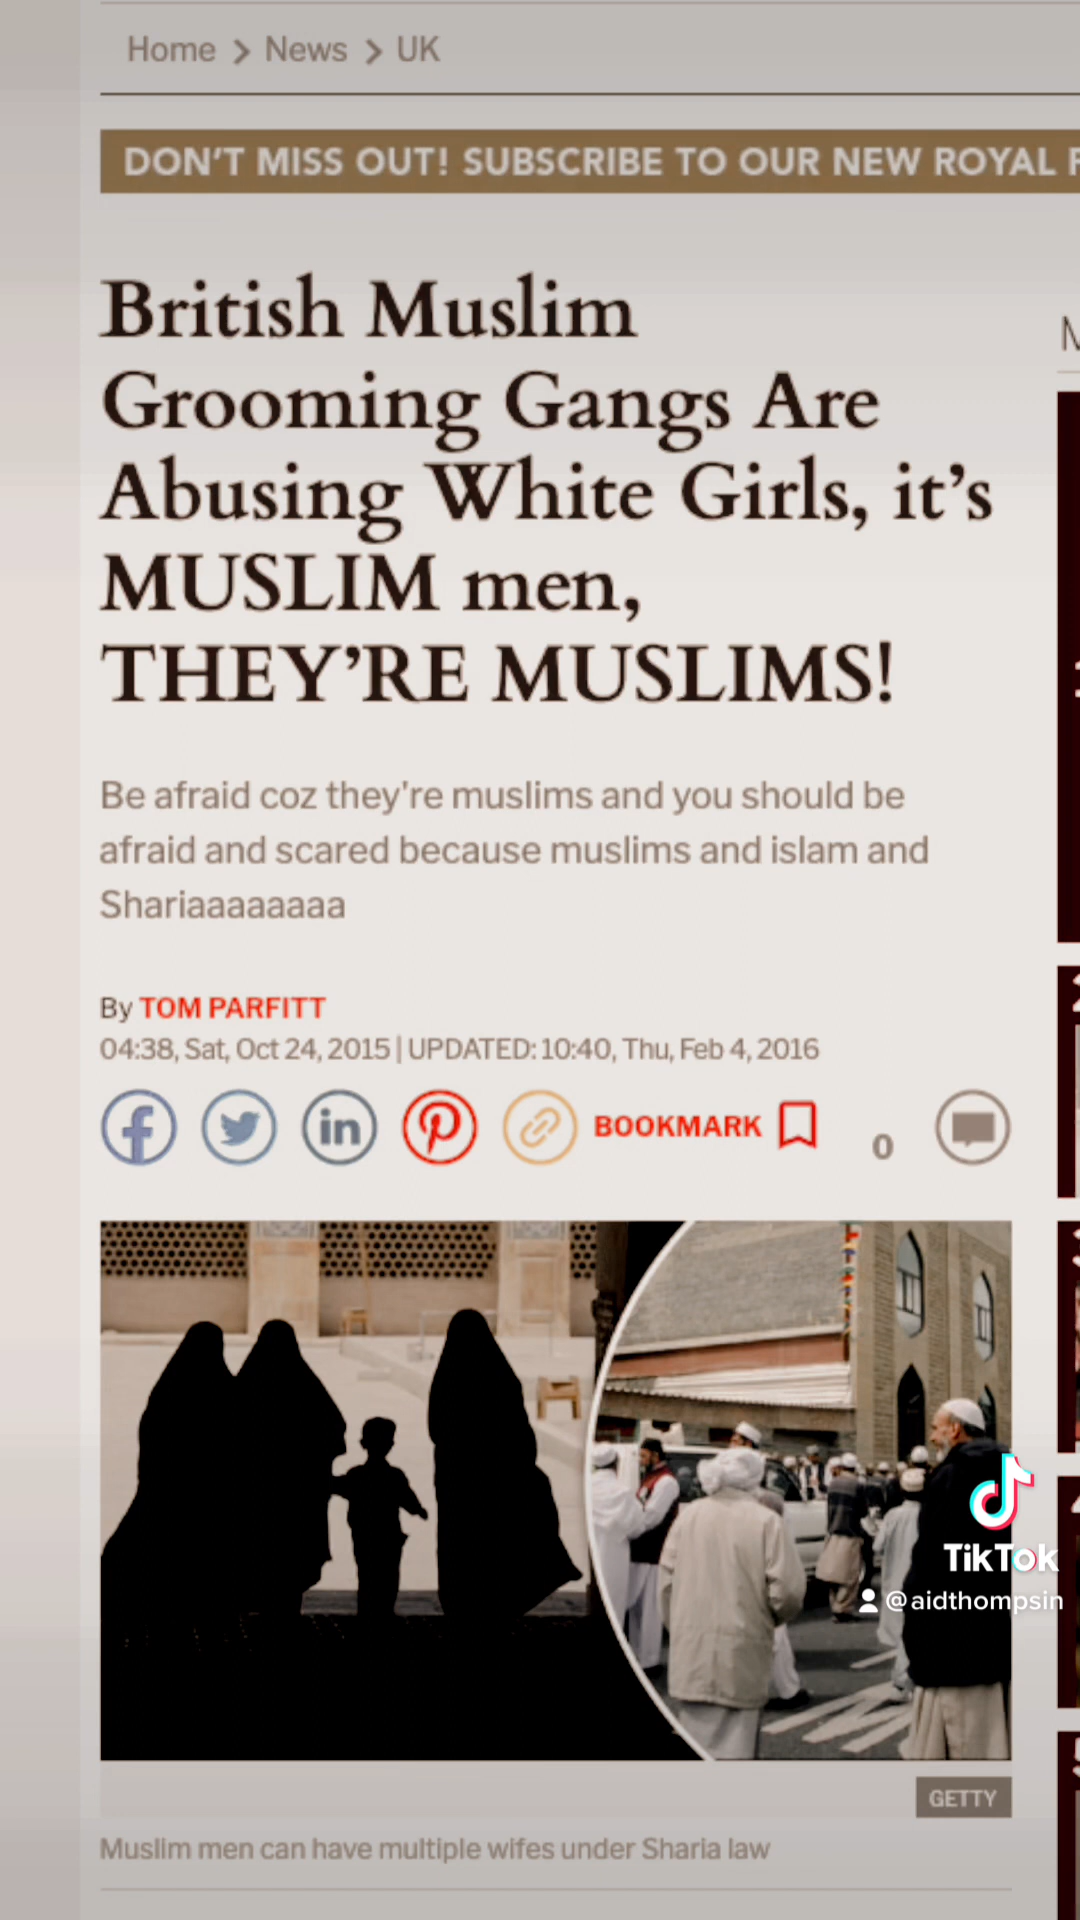 Home > News > UK
DON'T MISS OUT! SUBSCRIBE TO OUR NEW ROYAL
British Muslim
Grooming Gangs Are
Abusing White Girls, it's
MUSLIM men,
THEY'RE MUSLIMS!
Be afraid coz they're muslims and you should be
afraid and scared because muslims and islam and
Shariaaaaaaaa
By TOM PARFITT
04:38, Sat, Oct 24, 2015 | UPDATED: 10:40, Thu, Feb 4, 2016
BOOKMARK
0
TikTok
@aidthompsin
GETTY
Muslim men can have multiple wifes under Sharia law